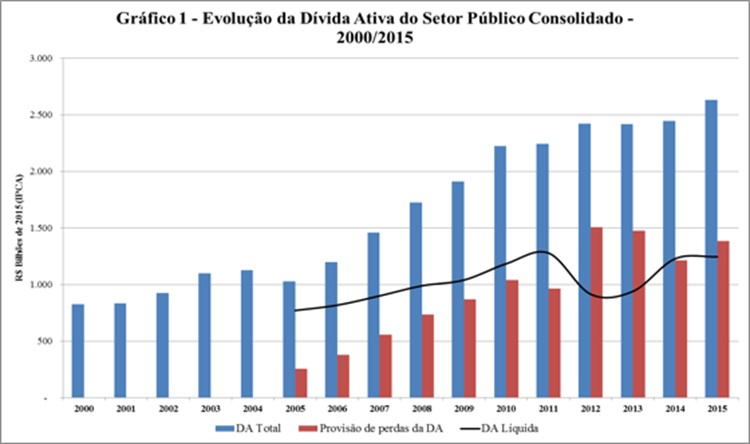 Gráfico 1 - Evolução da Dívida Ativa do Setor Público Consolidado -
2000/2015
R$ Bilhões de 2015 (IPCA)
3.000
2.500
2.000
1.500
1.000
500
-
2000 2001 2002 2003 2004 2005 2006 2007 2008 2009 2010 2011 2012 2013 2014 2015
DA Total Provisão de perdas da DA DA Líquida